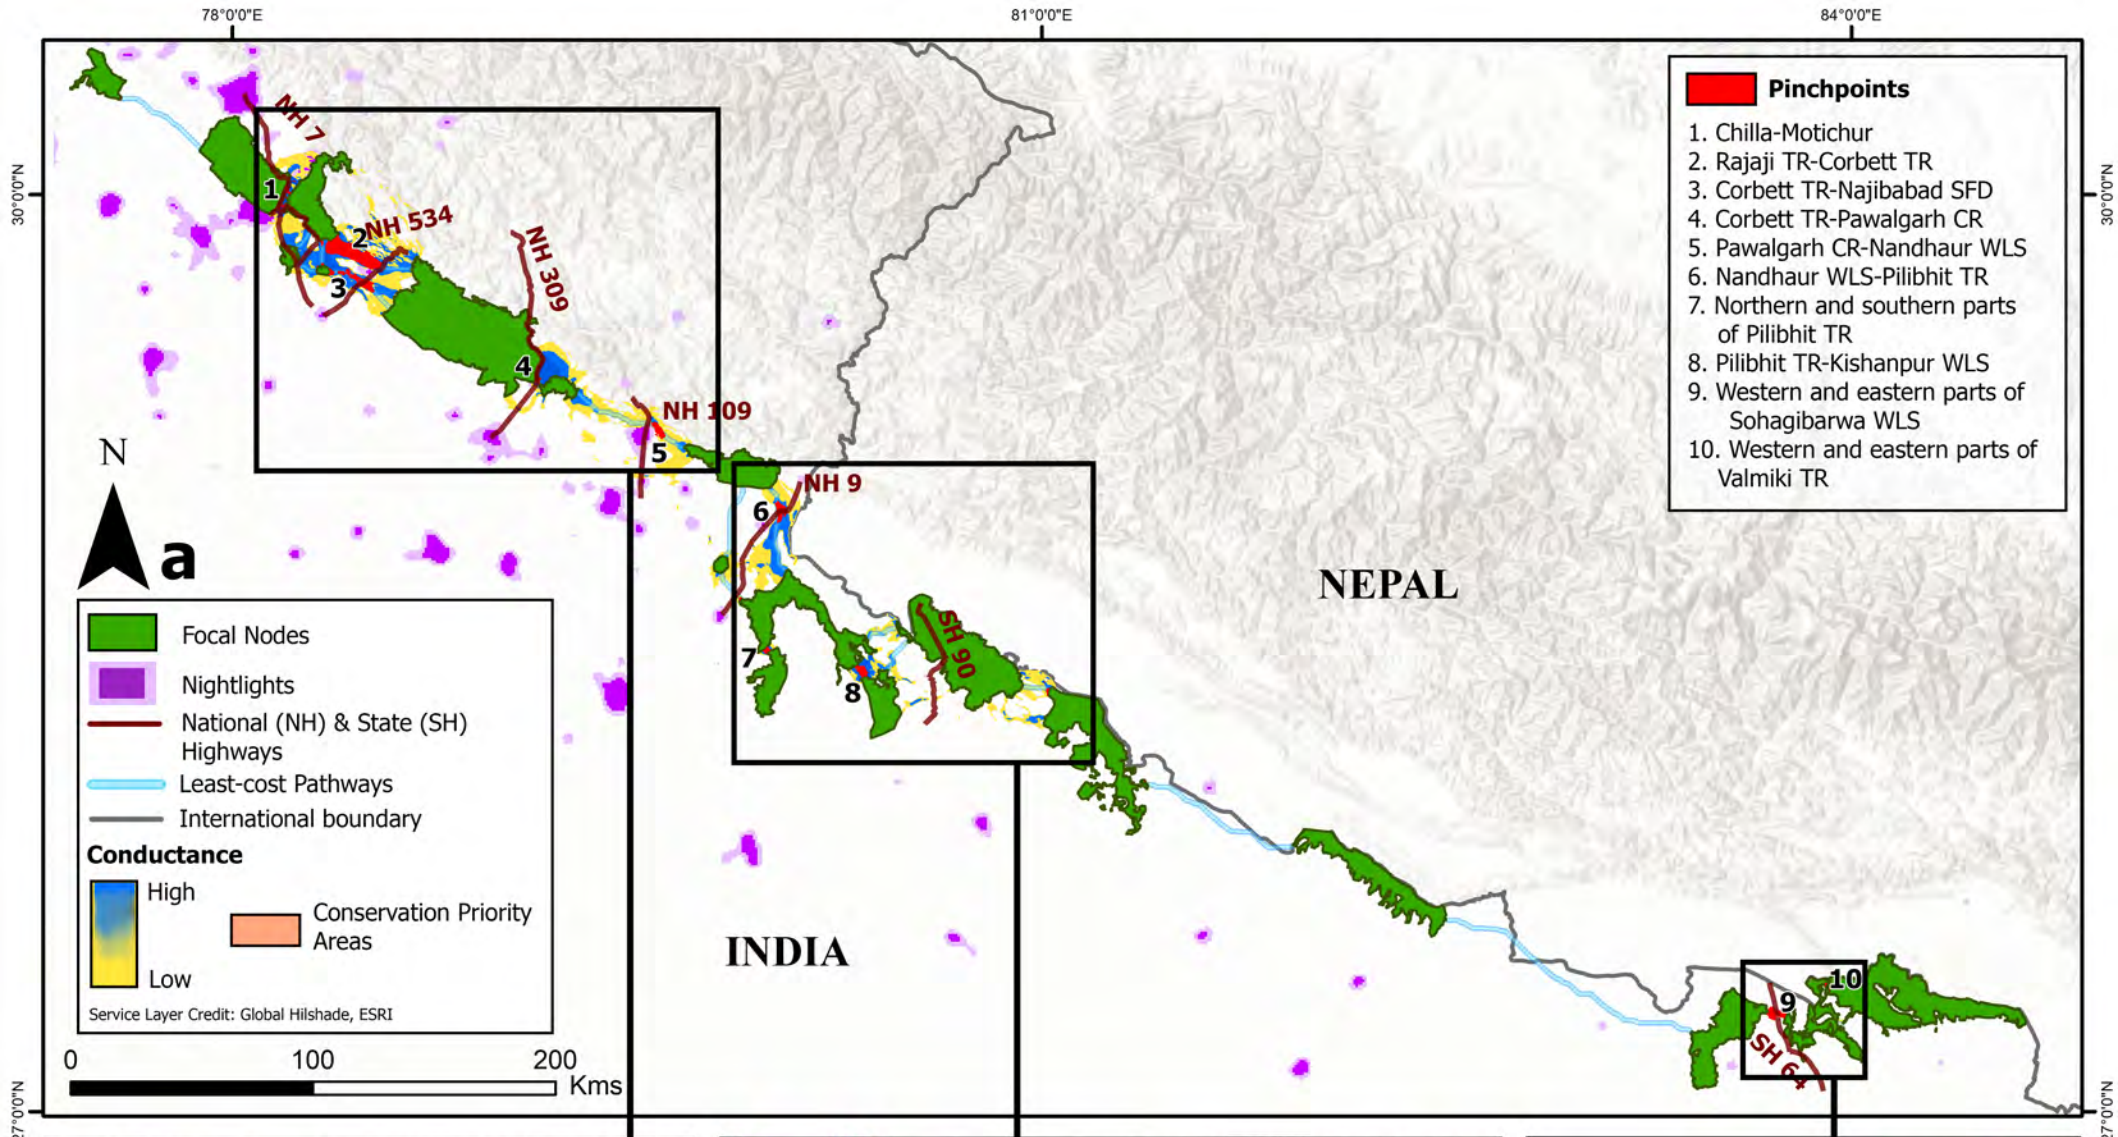 78°0'0"E
81°0'0"E
84°0'0"E
30°0'0"N
30°0'0"N
27°0'0"N
27°0'0"N
Pinchpoints
1. Chilla-Motichur
2. Rajaji TR-Corbett TR
3. Corbett TR-Najibabad SFD
4. Corbett TR-Pawalgarh CR
5. Pawalgarh CR-Nandhaur WLS
6. Nandhaur WLS-Pilibhit TR
7. Northern and southern parts
of Pilibhit TR
8. Pilibhit TR-Kishanpur WLS
9. Western and eastern parts of
Sohagibarwa WLS
10. Western and eastern parts of
Valmiki TR
NH 7
1
2
NH 534
3
NH 309
4
NH 109
5
NH 9
6
7
8
SH 90
NEPAL
INDIA
9
10
SH 64
N
a
Focal Nodes
Nightlights
National (NH) & State (SH)
Highways
Least-cost Pathways
International boundary
Conductance
High
Low
Conservation Priority
Areas
Service Layer Credit: Global Hilshade, ESRI
0 100 200
Kms